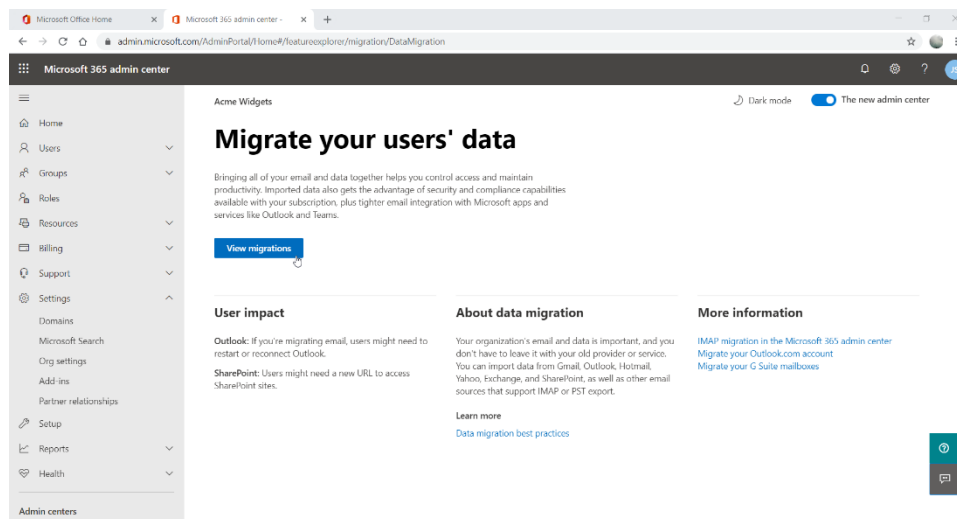 Microsoft Office Home
Microsoft 365 admin center -
admin.microsoft.com/AdminPortal/Home#/featureexplorer/migration/DataMigration
Microsoft 365 admin center
Home
Users
Groups
Roles
Resources
Billing
Support
Settings
Domains
Microsoft Search
Org settings
Add-ins
Partner relationships
Setup
Reports
Health
Admin centers
Acme Widgets
Dark mode
The new admin center
Migrate your users' data
Bringing all of your email and data together helps you control access and maintain
productivity. Imported data also gets the advantage of security and compliance capabilities
available with your subscription, plus tighter email integration with Microsoft apps and
services like Outlook and Teams.
View migrations
User impact
Outlook: If you're migrating email, users might need to
restart or reconnect Outlook.
SharePoint: Users might need a new URL to access
SharePoint sites.
About data migration
Your organization's email and data is important, and you
don't have to leave it with your old provider or service.
You can import data from Gmail, Outlook, Hotmail,
Yahoo, Exchange, and SharePoint, as well as other email
sources that support IMAP or PST export.
Learn more
Data migration best practices
More information
IMAP migration in the Microsoft 365 admin center
Migrate your Outlook.com account
Migrate your G Suite mailboxes